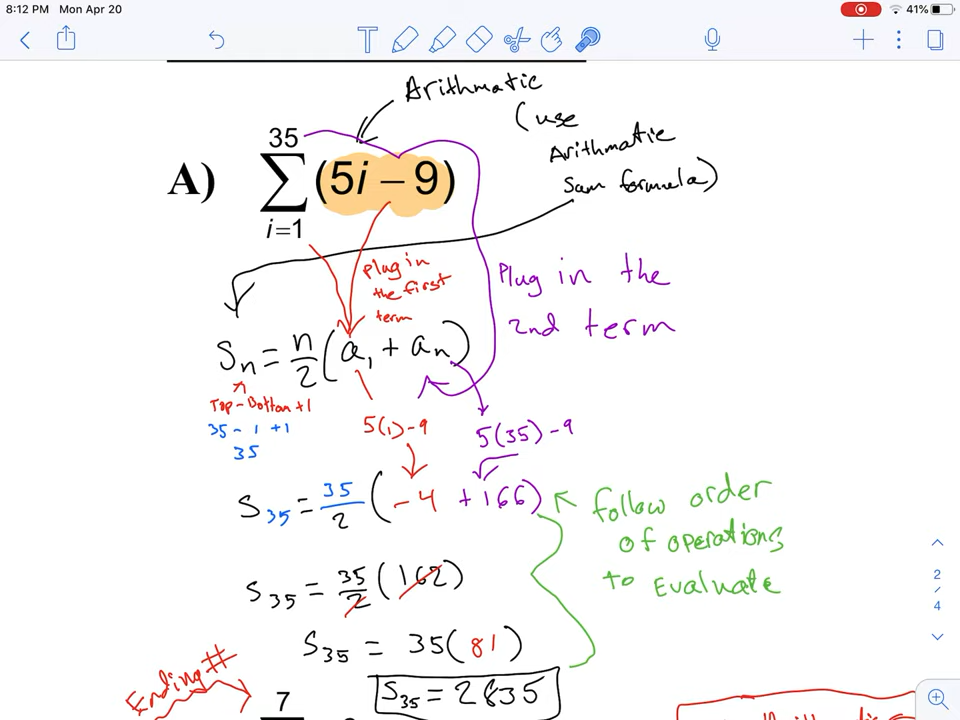 8:12 PM Mon Apr 20
41%
Arithmatic
(use
Arithmatic
Sum formula)
A) 35 ∑ i=1 (5i – 9)
Plug in
the first
term
Plug in the
2nd term
Sn = n/2 (a1 + an)
Top - Bottom +1
35 - 1 +1
35
5(1)-9
5(35)-9
S35 = 35/2 (-4 +166)
follow order
of operations
to Evaluate
S35 = 35/2 (162)
S35 = 35(81)
S35 = 2835
Ending #
7
2/4